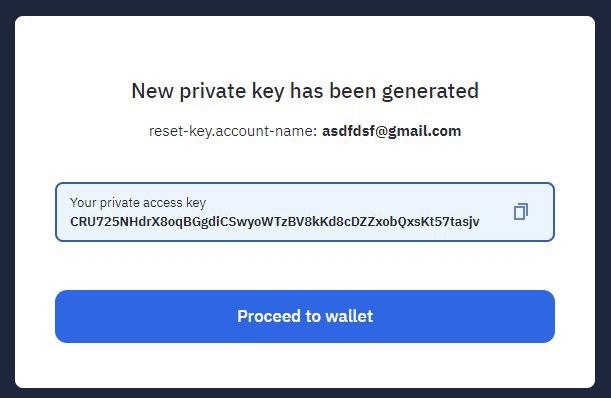 New private key has been generated
reset-key.account-name: asdfdsf@gmail.com
Your private access key
CRU725NHdrX8oqBGgdiCSwyoWTzBV8kKd8cDZZxobQxsKt57tasjv
Proceed to wallet